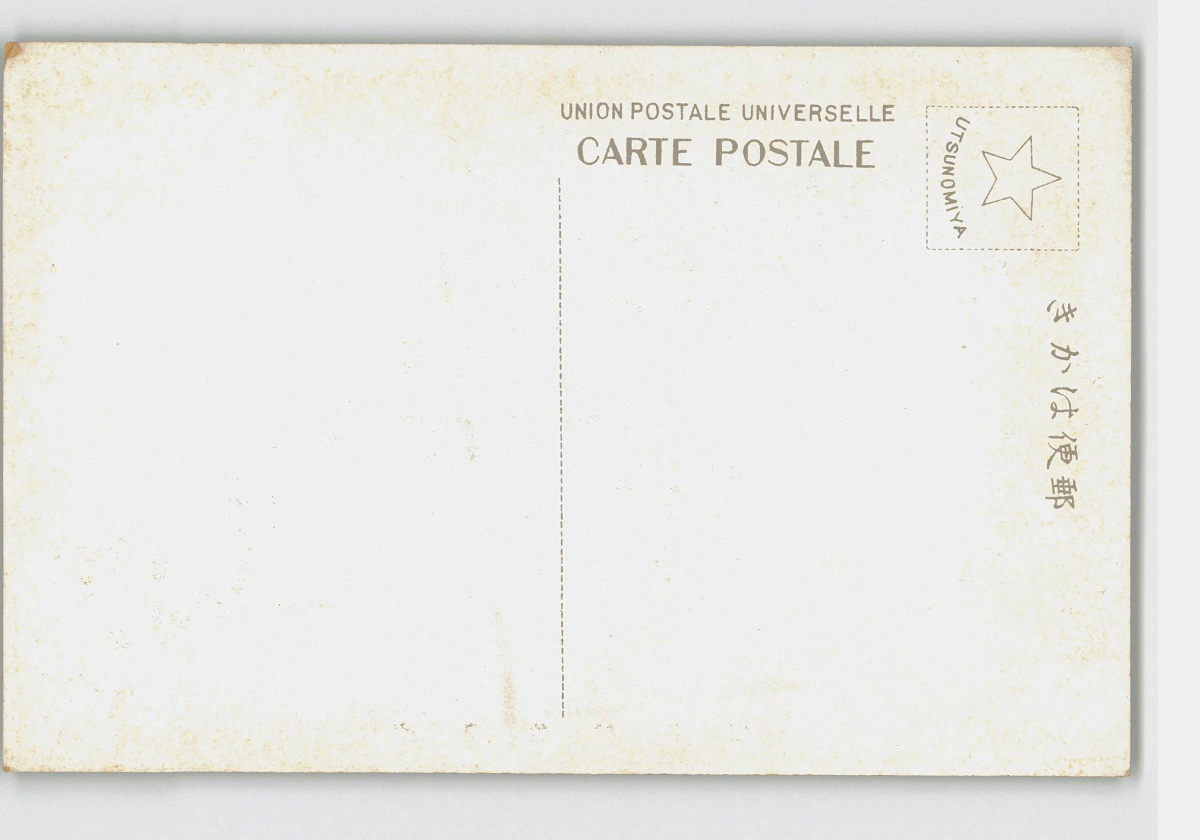 UNION POSTALE UNIVERSELLE
CARTE POSTALE
UTSUNOMIYA
きかは便郵